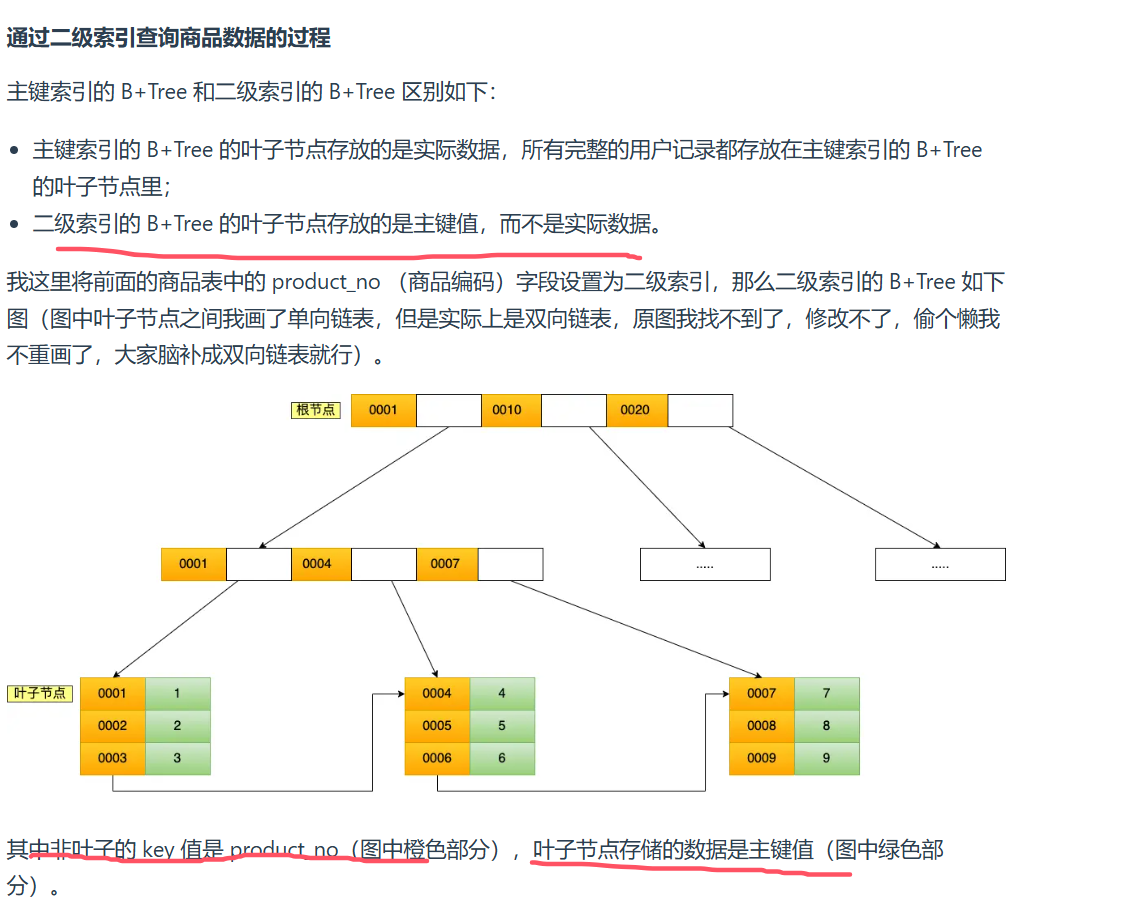 通过二级索引查询商品数据的过程
主键索引的 B+Tree 和二级索引的 B+Tree 区别如下：
主键索引的 B+Tree 的叶子节点存放的是实际数据，所有完整的用户记录都存放在主键索引的 B+Tree
的叶子节点里；
二级索引的 B+Tree 的叶子节点存放的是主键值，而不是实际数据。
我这里将前面的商品表中的 product_no （商品编码）字段设置为二级索引，那么二级索引的 B+Tree 如下
图（图中叶子节点之间我画了单向链表，但是实际上是双向链表，原图我找不到了，修改不了，偷个懒我
不重画了，大家脑补成双向链表就行）。
根节点 0001 0010 0020
0001 0004 0007 ..... .....
叶子节点 0001 1 0004 4 0007 7
0002 2 0005 5 0008 8
0003 3 0006 6 0009 9
其中非叶子的 key 值是 product_no（图中橙色部分），叶子节点存储的数据是主键值（图中绿色部
分）。